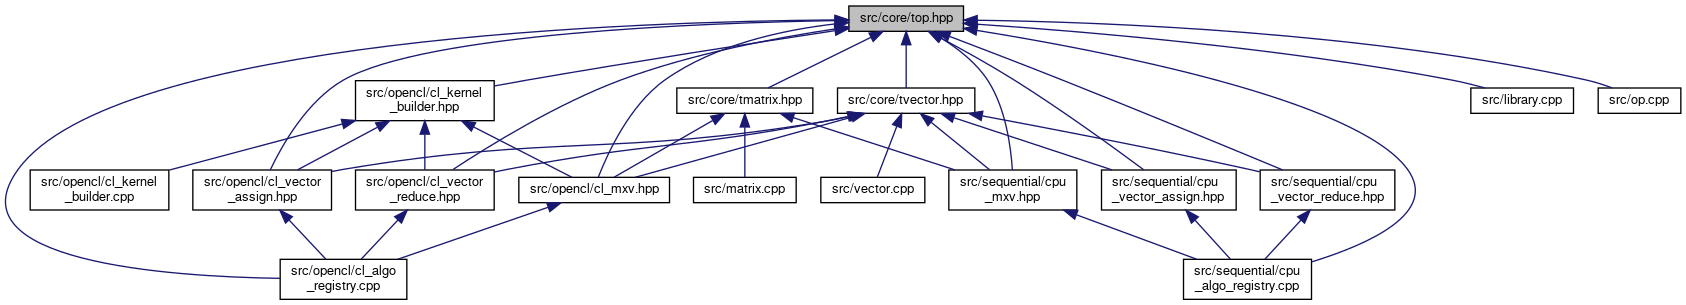 src/core/top.hpp
src/opencl/cl_kernel
_builder.hpp
src/core/tmatrix.hpp
src/core/tvector.hpp
src/library.cpp
src/op.cpp
src/opencl/cl_kernel
_builder.cpp
src/opencl/cl_vector
_assign.hpp
src/opencl/cl_vector
_reduce.hpp
src/opencl/cl_mxv.hpp
src/matrix.cpp
src/vector.cpp
src/sequential/cpu
_mxv.hpp
src/sequential/cpu
_vector_assign.hpp
src/sequential/cpu
_vector_reduce.hpp
src/opencl/cl_algo
_registry.cpp
src/sequential/cpu
_algo_registry.cpp